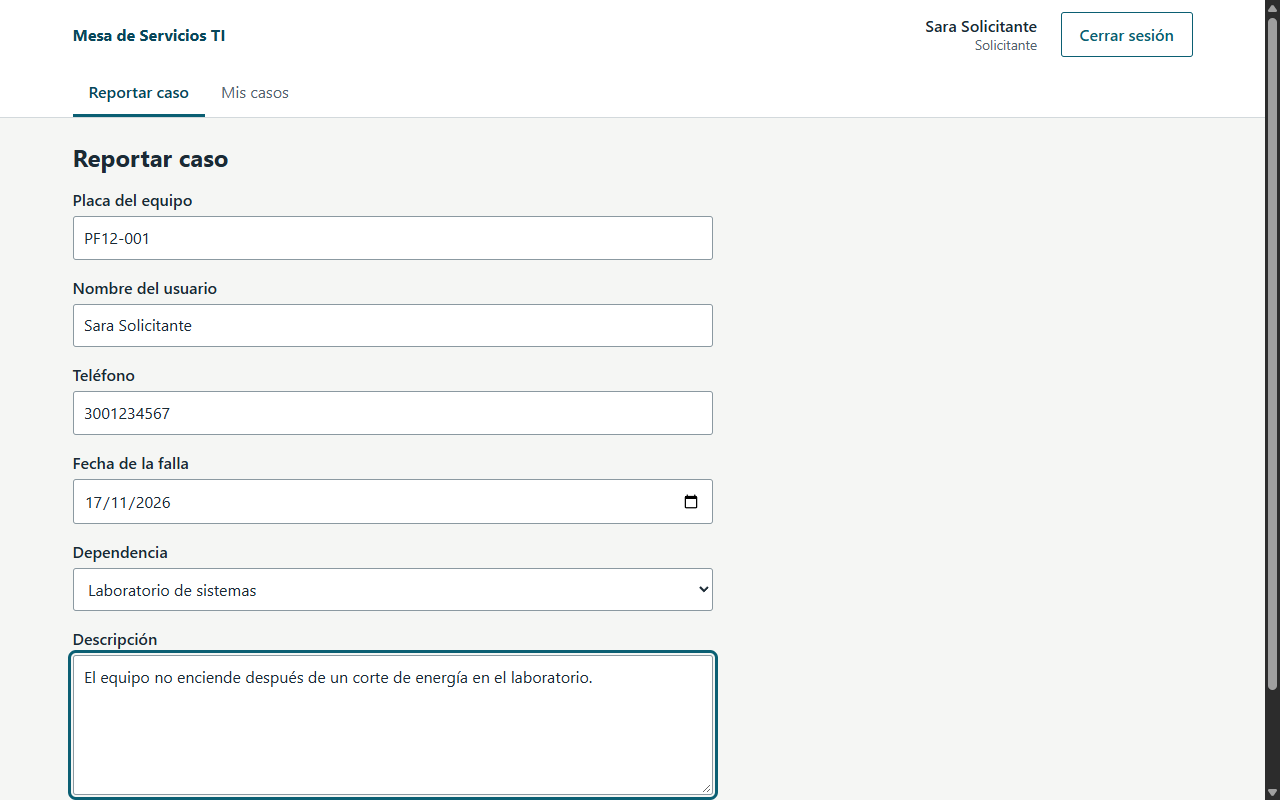 Mesa de Servicios TI
Sara Solicitante
Solicitante
Cerrar sesión
Reportar caso
Mis casos
Reportar caso
Placa del equipo
PF12-001
Nombre del usuario
Sara Solicitante
Teléfono
3001234567
Fecha de la falla
17/11/2026
Dependencia
Laboratorio de sistemas
Descripción
El equipo no enciende después de un corte de energía en el laboratorio.